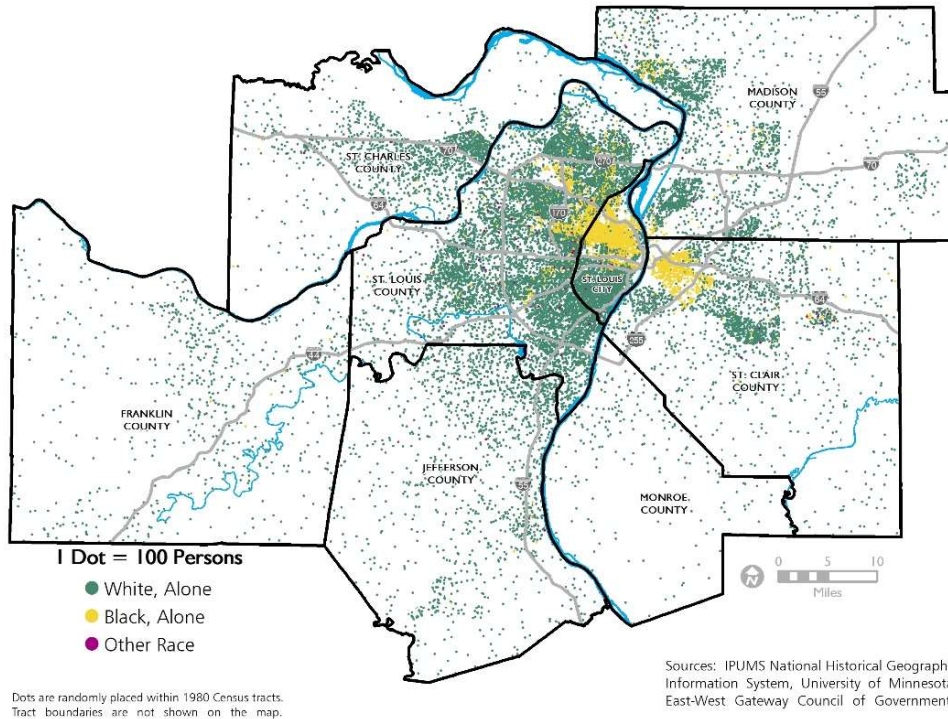 MADISON
COUNTY
55
ST. CHARLES
COUNTY
70
270
70
64
170
ST. LOUIS
COUNTY
ST. LOUIS
CITY
64
44
255
ST. CLAIR
COUNTY
FRANKLIN
COUNTY
JEFFERSON
COUNTY
55
MONROE
COUNTY
1 Dot = 100 Persons
White, Alone
Black, Alone
Other Race
N
0 5 10
Miles
Dots are randomly placed within 1980 Census tracts.
Tract boundaries are not shown on the map.
Sources: IPUMS National Historical Geograph
Information System, University of Minnesota
East-West Gateway Council of Government